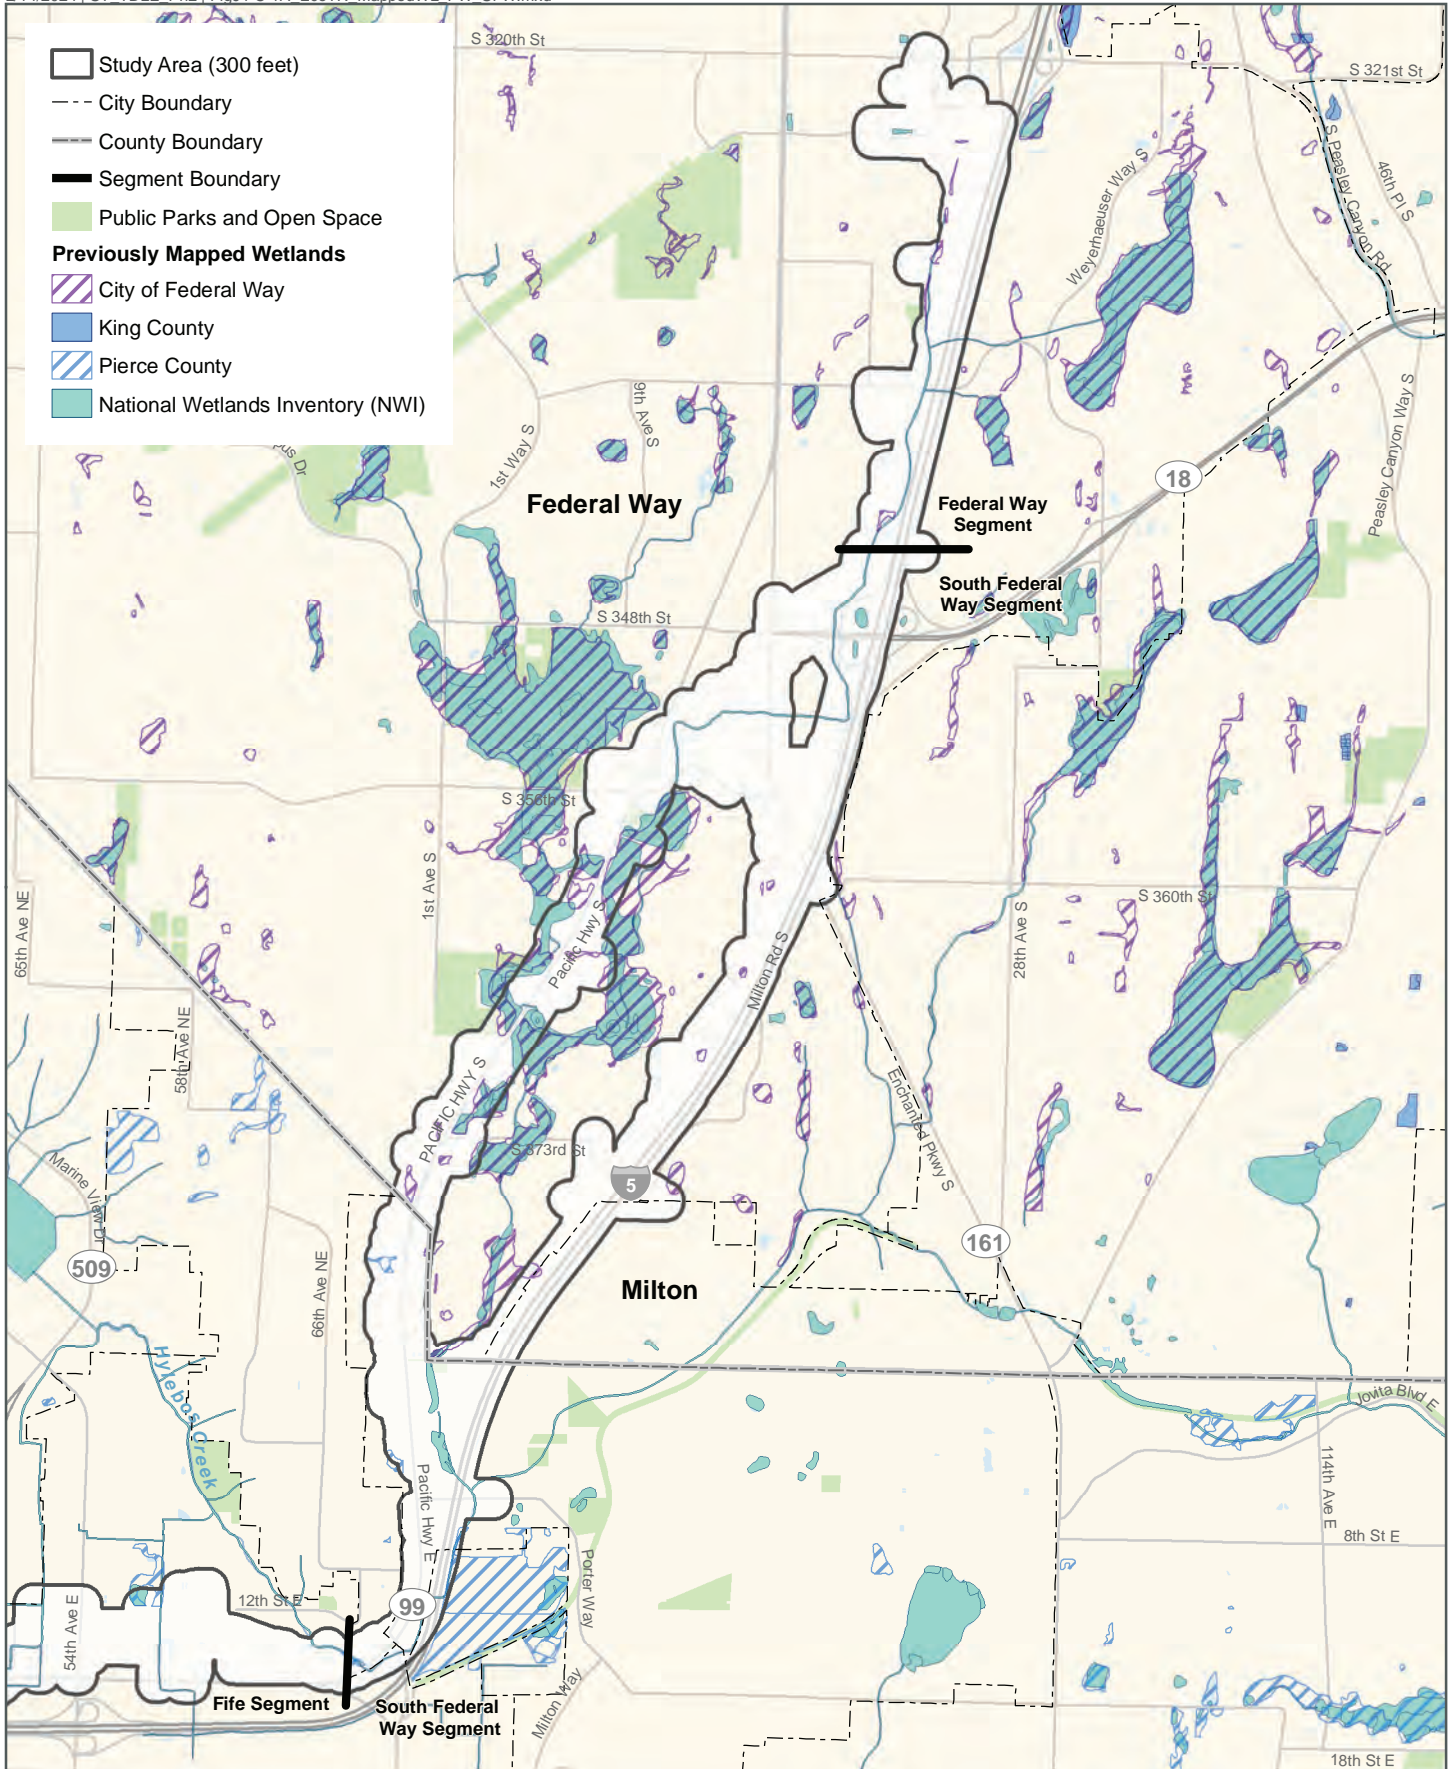 S 320th St
Study Area (300 feet)
City Boundary
County Boundary
Segment Boundary
Public Parks and Open Space
Previously Mapped Wetlands
City of Federal Way
King County
Pierce County
National Wetlands Inventory (NWI)
S 321st St
S Peasley Canyon Rd
46th Pl S
Weyerhaeuser Way S
Peasley Canyon Way S
9th Ave S
1st Way S
Dr
18
Federal Way
Federal Way
Segment
South Federal
Way Segment
S 348th St
S 356th St
1st Ave S
65th Ave NE
58th Ave NE
Pacific Hwy S
Milton Rd S
28th Ave S
S 360th St
PACIFIC HWY S
Enchanted Pkwy S
S 373rd St
5
Marine View Dr
509
66th Ave NE
161
Milton
Hylebos Creek
Jovita Blvd E
114th Ave E
8th St E
Pacific Hwy E
Porter Way
99
12th St E
54th Ave E
Fife Segment
South Federal
Way Segment
Milton Way
18th St E